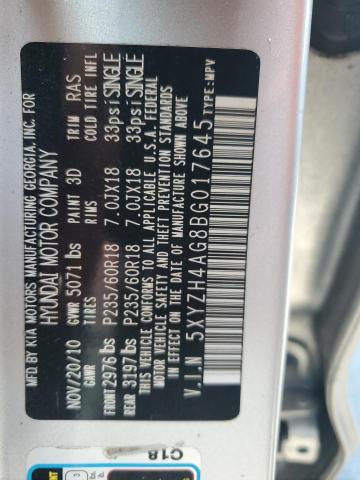 MFD. BY KIA MOTORS MANUFACTURING GEORGIA, INC. FOR
HYUNDAI MOTOR COMPANY
NOV/20/10 GVWR 5071 lbs PAINT 3D TRIM RAS
GAWR TIRES RIMS COLD TIRE INFL
FRONT 2976 lbs P235/60R18 7.0JX18 33psi SINGLE
REAR 3197 lbs P235/60R18 7.0JX18 33psi SINGLE
THIS VEHICLE CONFORMS TO ALL APPLICABLE U.S.A. FEDERAL
MOTOR VEHICLE SAFETY AND THEFT PREVENTION STANDARDS
IN EFFECT ON THE DATE OF MANUFACTURE SHOWN ABOVE
V.I.N 5XYZH4AG8BG017645 TYPE:MPV
C18